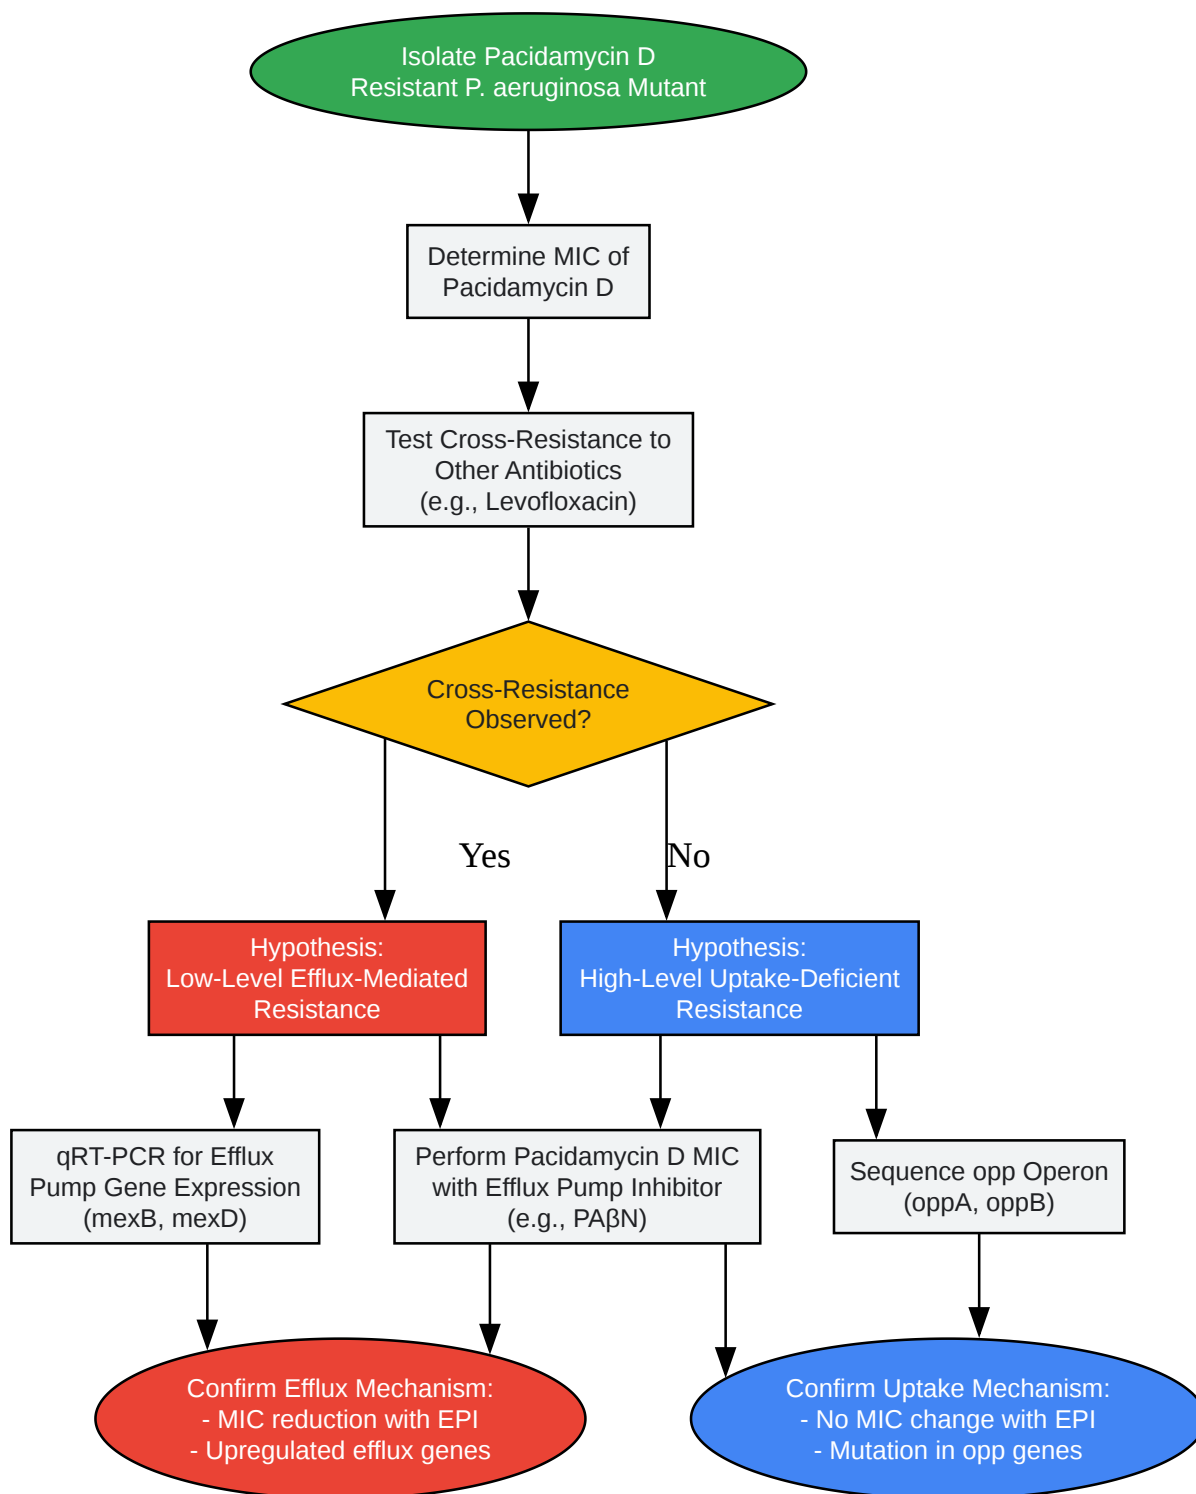 Isolate Pacidamycin D
Resistant P. aeruginosa Mutant
Determine MIC of
Pacidamycin D
Test Cross-Resistance to
Other Antibiotics
(e.g., Levofloxacin)
Cross-Resistance
Observed?
Yes
No
Hypothesis:
Low-Level Efflux-Mediated
Resistance
Hypothesis:
High-Level Uptake-Deficient
Resistance
qRT-PCR for Efflux
Pump Gene Expression
(mexB, mexD)
Perform Pacidamycin D MIC
with Efflux Pump Inhibitor
(e.g., PAβN)
Sequence opp Operon
(oppA, oppB)
Confirm Efflux Mechanism:
- MIC reduction with EPI
- Upregulated efflux genes
Confirm Uptake Mechanism:
- No MIC change with EPI
- Mutation in opp genes